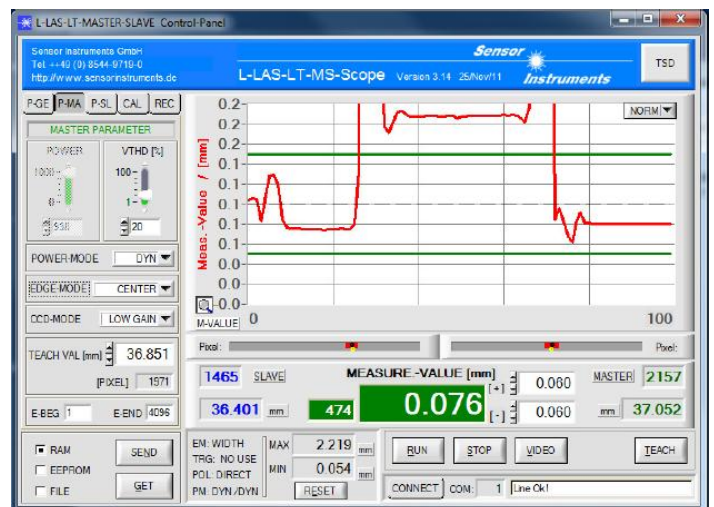 L-LAS-LT-MASTER-SLAVE Control-Panel
Sensor Instruments GmbH
Tel. ++49 (0) 8544-9719-0
http://www.sensorinstruments.de
L-LAS-LT-MS-Scope Version 3.14 25/Nov/11
Sensor
Instruments
TSD
P-GE P-MA P-SL CAL REC
MASTER PARAMETER
POWER VTHD [%]
1000 100
0 1
938 20
POWER-MODE DYN
EDGE-MODE CENTER
CCD-MODE LOW GAIN
TEACH VAL [mm] 36.851
[PIXEL] 1971
E-BEG 1 E-END 4096
RAM SEND
EEPROM
FILE GET
Meas.-Value / [mm]
0.2
0.2
0.2
0.1
0.1
0.1
0.1
0.1
0.0
0.0
-0.0
NORM
M-VALUE 0 100
Pixel: Pixel:
1465 SLAVE MEASURE.-VALUE [mm] MASTER 2157
36.401 mm 474 0.076 [+] 0.060 [-] 0.060 mm 37.052
EM: WIDTH
TRG: NO USE
POL: DIRECT
PM: DYN/DYN
MAX 2.219 mm
MIN 0.054 mm
RESET
RUN STOP VIDEO TEACH
CONNECT COM: 1 Line Ok!